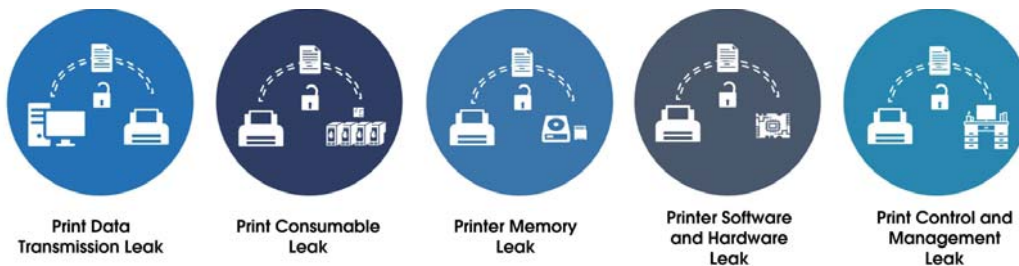 Print Data
Transmission Leak
Print Consumable
Leak
Printer Memory
Leak
Printer Software
and Hardware
Leak
Print Control and
Management
Leak